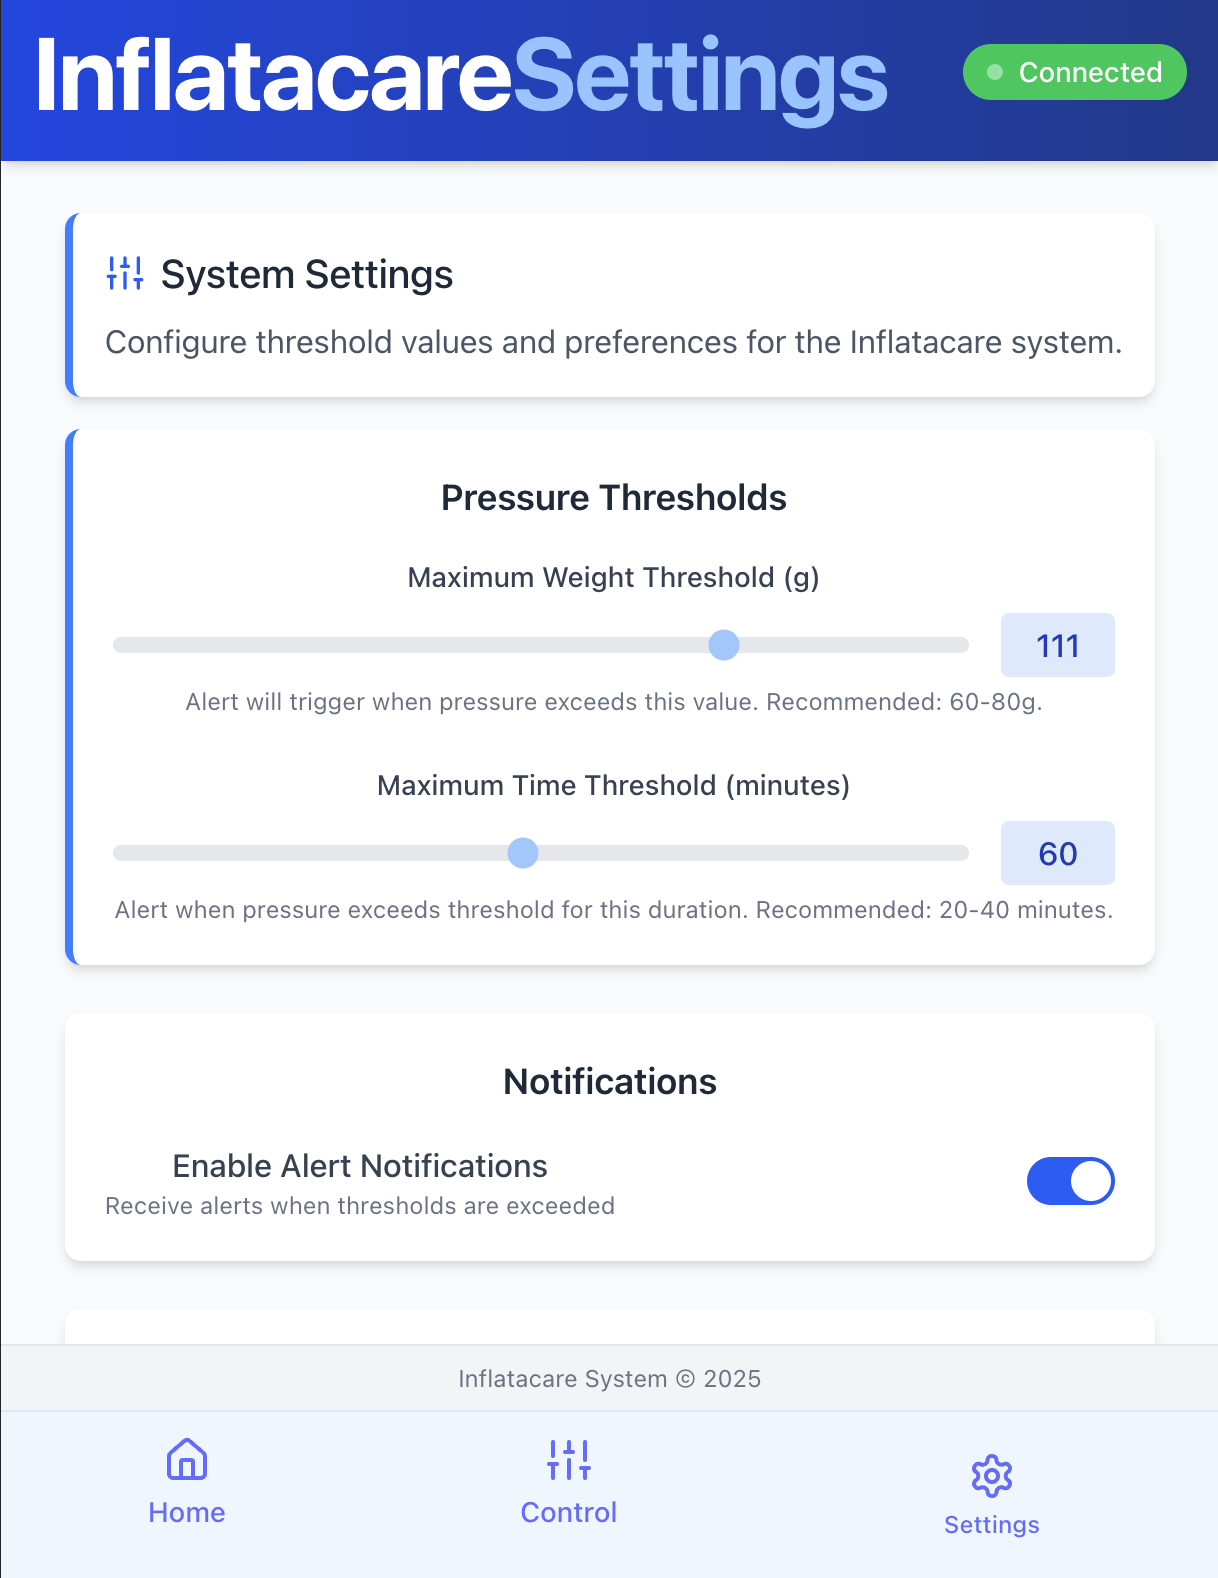 InflatacareSettings
Connected
System Settings
Configure threshold values and preferences for the Inflatacare system.
Pressure Thresholds
Maximum Weight Threshold (g)
111
Alert will trigger when pressure exceeds this value. Recommended: 60-80g.
Maximum Time Threshold (minutes)
60
Alert when pressure exceeds threshold for this duration. Recommended: 20-40 minutes.
Notifications
Enable Alert Notifications
Receive alerts when thresholds are exceeded
Inflatacare System © 2025
Home
Control
Settings